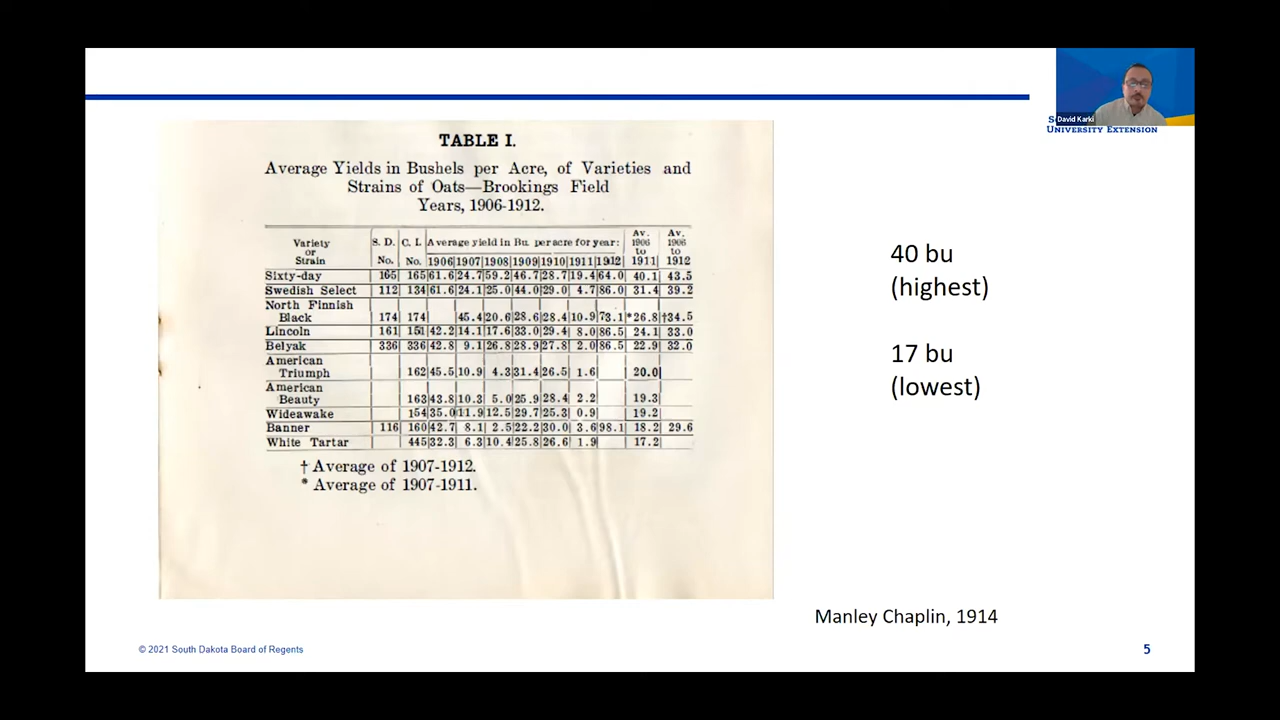 David Karki
UNIVERSITY EXTENSION
TABLE I.
Average Yields in Bushels per Acre, of Varieties and
Strains of Oats—Brookings Field
Years, 1906-1912.
Variety or Strain | S. D. No. | C. I. No. | Average yield in Bu. per acre for year: | Av. 1906 to 1911 | Av. 1906 to 1912
1906 | 1907 | 1908 | 1909 | 1910 | 1911 | 1912
Sixty-day | 165 | 165 | 61.6 | 24.7 | 59.2 | 46.7 | 28.7 | 19.4 | 64.0 | 40.1 | 43.5
Swedish Select | 112 | 134 | 61.6 | 24.1 | 25.0 | 44.0 | 29.0 | 4.7 | 86.0 | 31.4 | 39.2
North Finnish
Black | 174 | 174 | | 45.4 | 20.6 | 28.6 | 28.4 | 10.9 | 73.1 | *26.8 | †34.5
Lincoln | 161 | 151 | 42.2 | 14.1 | 17.6 | 33.0 | 29.4 | 8.0 | 86.5 | 24.1 | 33.0
Belyak | 336 | 336 | 42.8 | 9.1 | 26.8 | 28.9 | 27.8 | 2.0 | 86.5 | 22.9 | 32.0
American
Triumph | | 162 | 45.5 | 10.9 | 4.3 | 31.4 | 26.5 | 1.6 | | 20.0
American
Beauty | | 163 | 43.8 | 10.3 | 5.0 | 25.9 | 28.4 | 2.2 | | 19.3
Wideawake | | 154 | 35.0 | 11.9 | 12.5 | 29.7 | 25.3 | 0.9 | | 19.2
Banner | 116 | 160 | 42.7 | 8.1 | 2.5 | 22.2 | 30.0 | 3.6 | 98.1 | 18.2 | 29.6
White Tartar | | 445 | 32.3 | 6.3 | 10.4 | 25.8 | 26.6 | 1.9 | | 17.2
† Average of 1907-1912.
* Average of 1907-1911.
40 bu
(highest)
17 bu
(lowest)
Manley Chaplin, 1914
© 2021 South Dakota Board of Regents
5